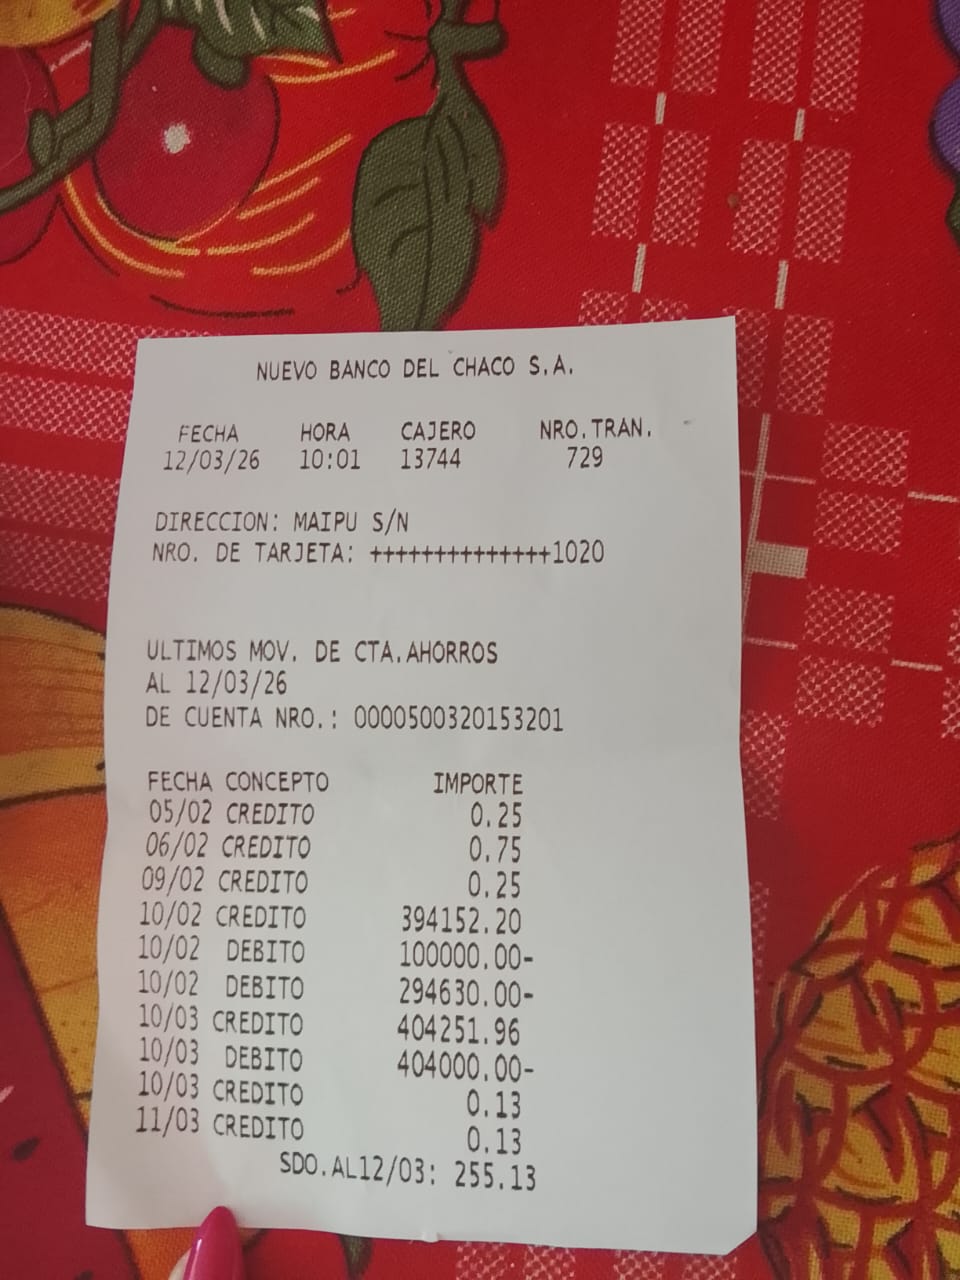 NUEVO BANCO DEL CHACO S.A.
FECHA HORA CAJERO NRO.TRAN.
12/03/26 10:01 13744 729
DIRECCION: MAIPU S/N
NRO. DE TARJETA: ++++++++++++++1020
ULTIMOS MOV. DE CTA.AHORROS
AL 12/03/26
DE CUENTA NRO.: 0000500320153201
FECHA CONCEPTO IMPORTE
05/02 CREDITO 0.25
06/02 CREDITO 0.75
09/02 CREDITO 0.25
10/02 CREDITO 394152.20
10/02 DEBITO 100000.00-
10/02 DEBITO 294630.00-
10/03 CREDITO 404251.96
10/03 DEBITO 404000.00-
10/03 CREDITO 0.13
11/03 CREDITO 0.13
SDO.AL12/03: 255.13